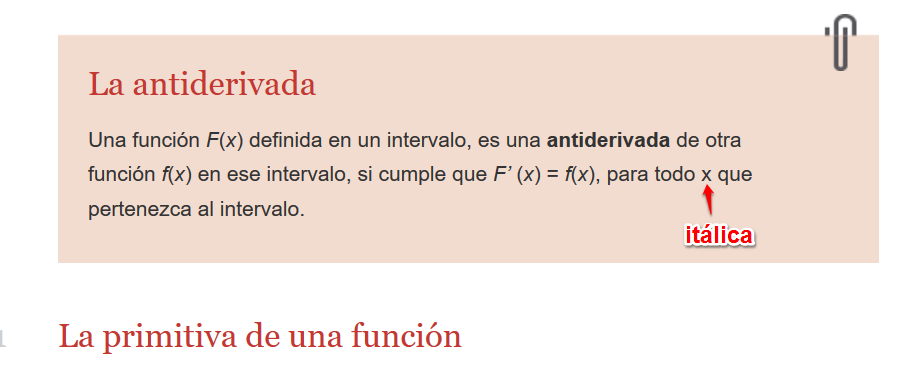 La antiderivada
Una función F(x) definida en un intervalo, es una antiderivada de otra
función f(x) en ese intervalo, si cumple que F’ (x) = f(x), para todo x que
pertenezca al intervalo.
itálica
1
La primitiva de una función